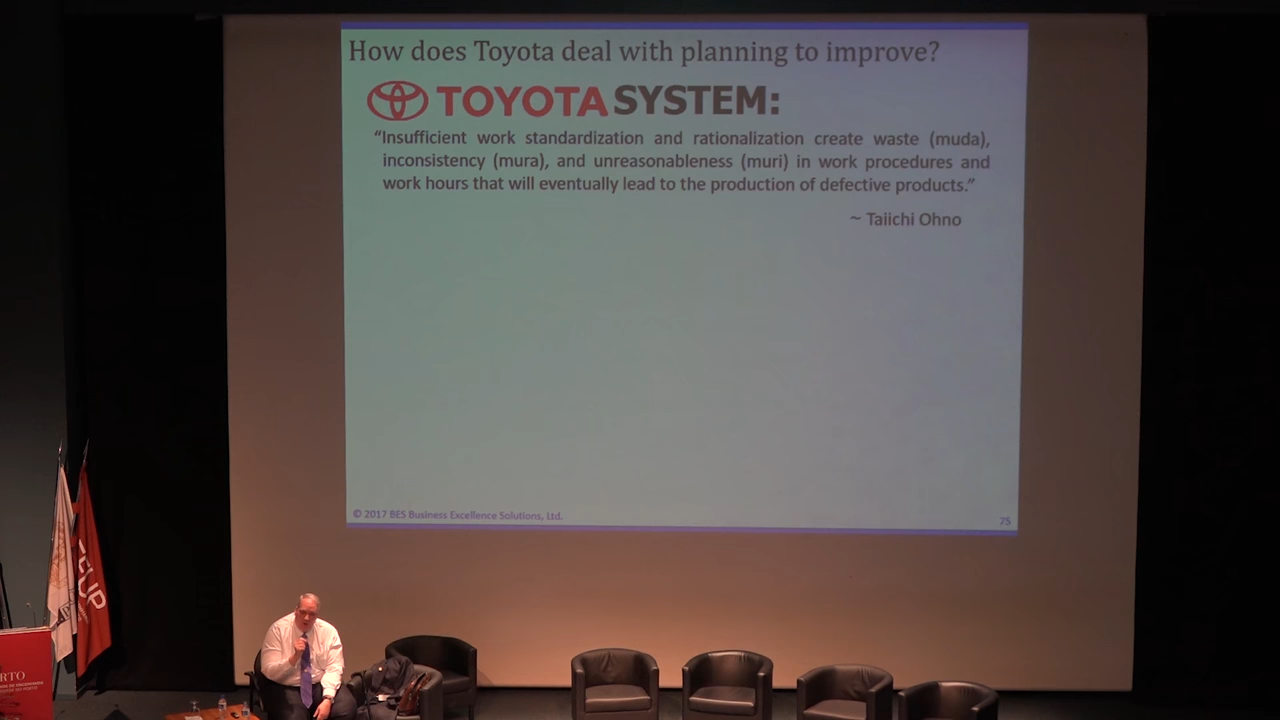 How does Toyota deal with planning to improve?
TOYOTA SYSTEM:
“Insufficient work standardization and rationalization create waste (muda),
inconsistency (mura), and unreasonableness (muri) in work procedures and
work hours that will eventually lead to the production of defective products.”
~ Taiichi Ohno
© 2017 BES Business Excellence Solutions, Ltd.
75
FEUP
RTO